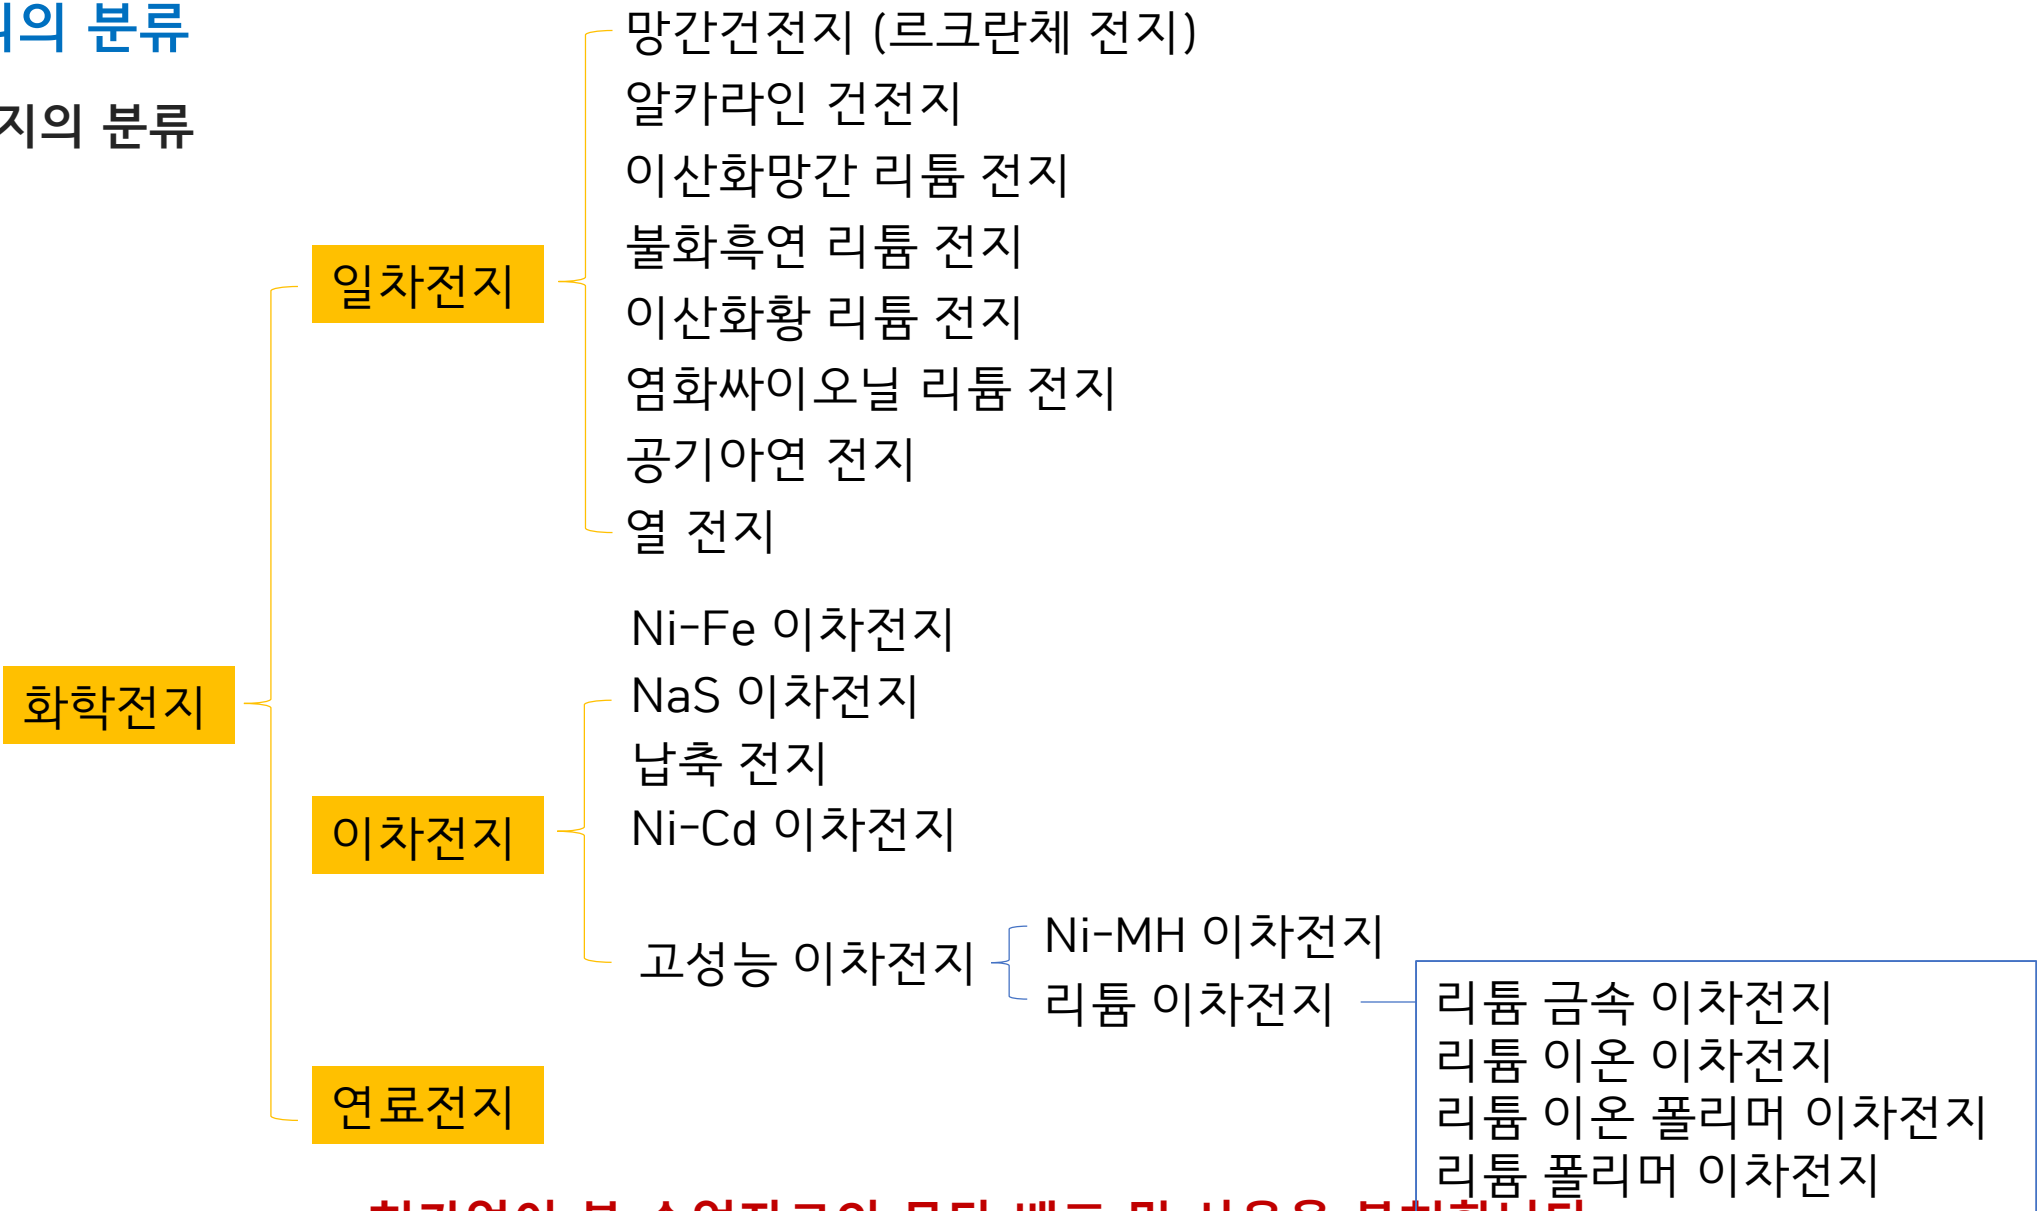 의 분류
지의 분류
망간건전지 (르크란체 전지)
알카라인 건전지
이산화망간 리튬 전지
불화흑연 리튬 전지
이산화황 리튬 전지
염화싸이오닐 리튬 전지
공기아연 전지
열 전지
일차전지
화학전지
Ni-Fe 이차전지
NaS 이차전지
납축 전지
Ni-Cd 이차전지
이차전지
고성능 이차전지
Ni-MH 이차전지
리튬 이차전지
리튬 금속 이차전지
리튬 이온 이차전지
리튬 이온 폴리머 이차전지
리튬 폴리머 이차전지
연료전지